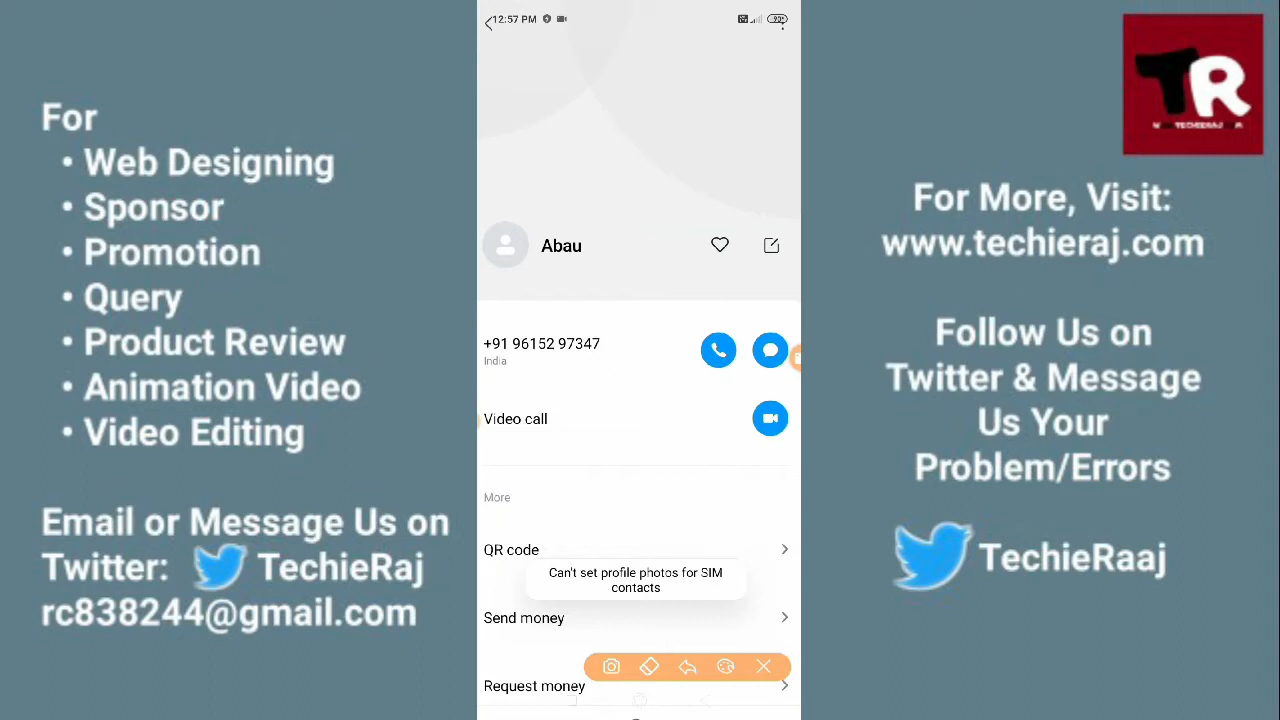 For
• Web Designing
• Sponsor
• Promotion
• Query
• Product Review
• Animation Video
• Video Editing
Email or Message Us on
Twitter: TechieRaj
rc838244@gmail.com
12:57 PM
Abau
+91 96152 97347
India
Video call
More
QR code
Can't set profile photos for SIM
contacts
Send money
Request money
TR
For More, Visit:
www.techieraj.com
Follow Us on
Twitter & Message
Us Your
Problem/Errors
TechieRaaj